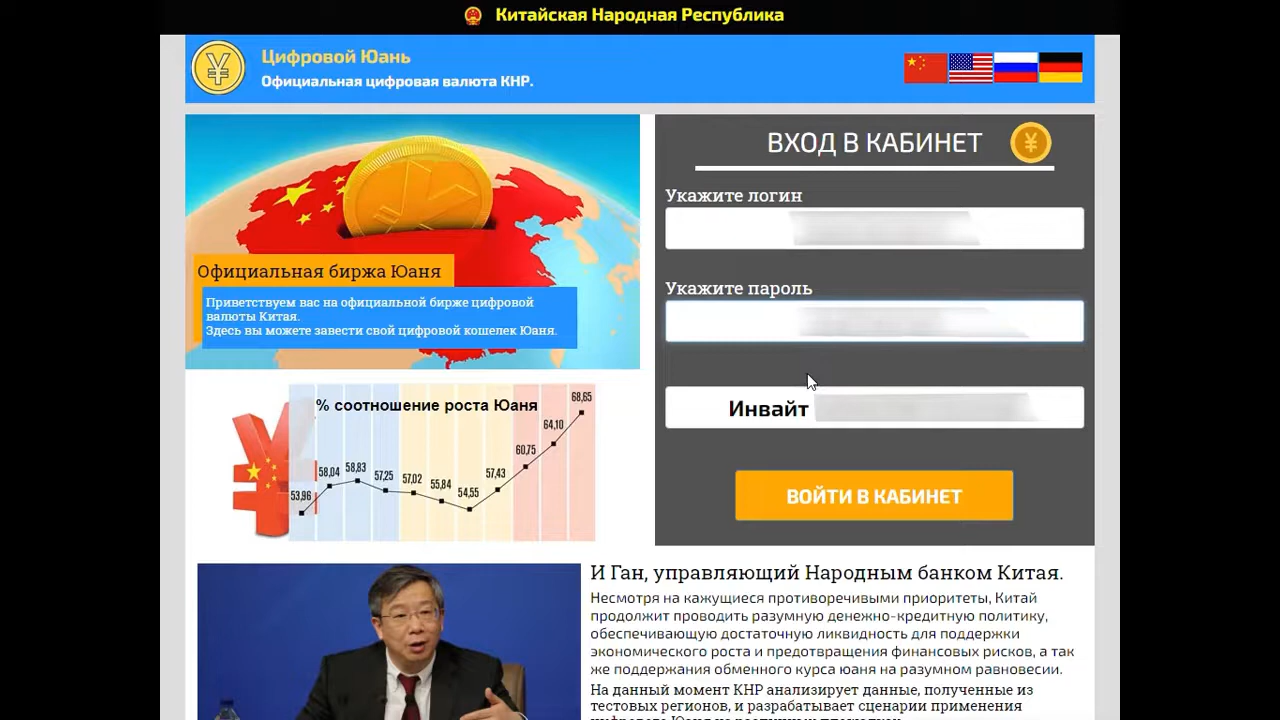 Китайская Народная Республика
Цифровой Юань
Официальная цифровая валюта КНР.
Официальная биржа Юаня
Приветствуем вас на официальной бирже цифровой
валюты Китая.
Здесь вы можете завести свой цифровой кошелек Юаня.
ВХОД В КАБИНЕТ
Укажите логин
Укажите пароль
Инвайт
ВОЙТИ В КАБИНЕТ
% соотношение роста Юаня
53,96
58,04
58,83
57,25
57,02
55,84
54,55
57,43
60,75
64,10
68,65
И Ган, управляющий Народным банком Китая.
Несмотря на кажущиеся противоречивыми приоритеты, Китай
продолжит проводить разумную денежно-кредитную политику,
обеспечивающую достаточную ликвидность для поддержки
экономического роста и предотвращения финансовых рисков, а так
же поддержания обменного курса юаня на разумном равновесии.
На данный момент КНР анализирует данные, полученные из
тестовых регионов, и разрабатывает сценарии применения